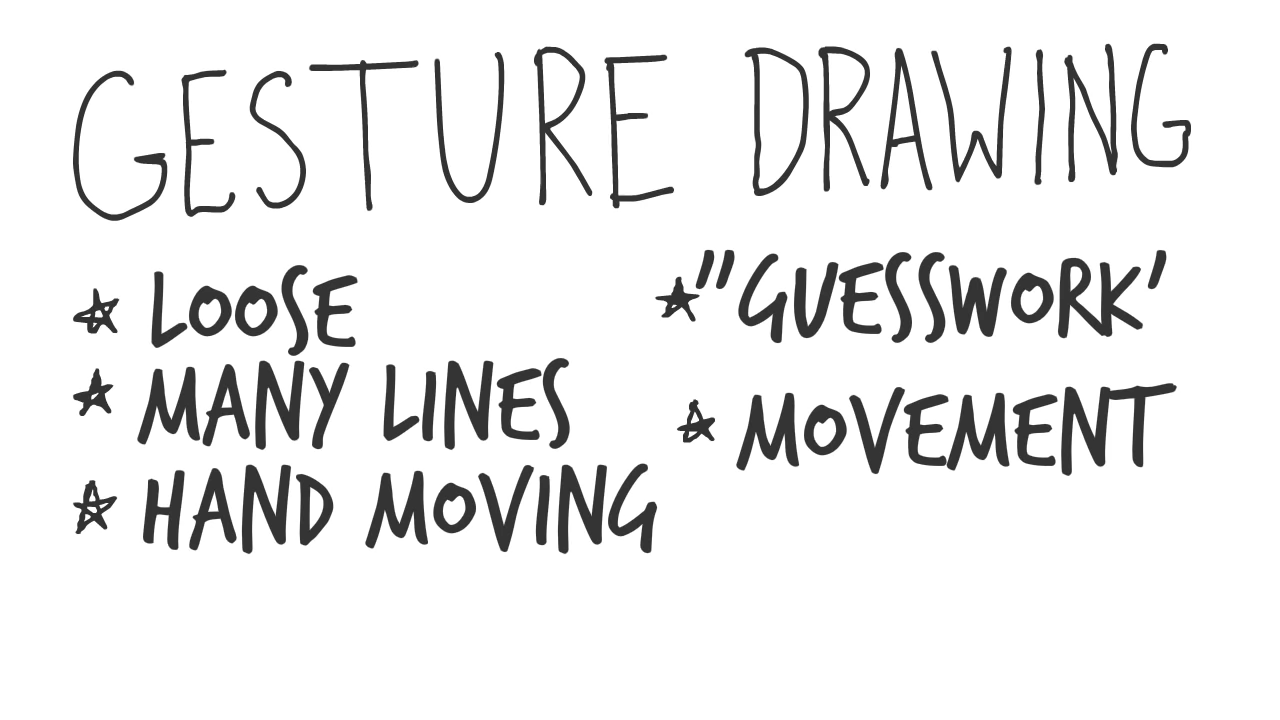 GESTURE DRAWING
☆ LOOSE
☆ MANY LINES
☆ HAND MOVING
☆ "GUESSWORK'
☆ MOVEMENT